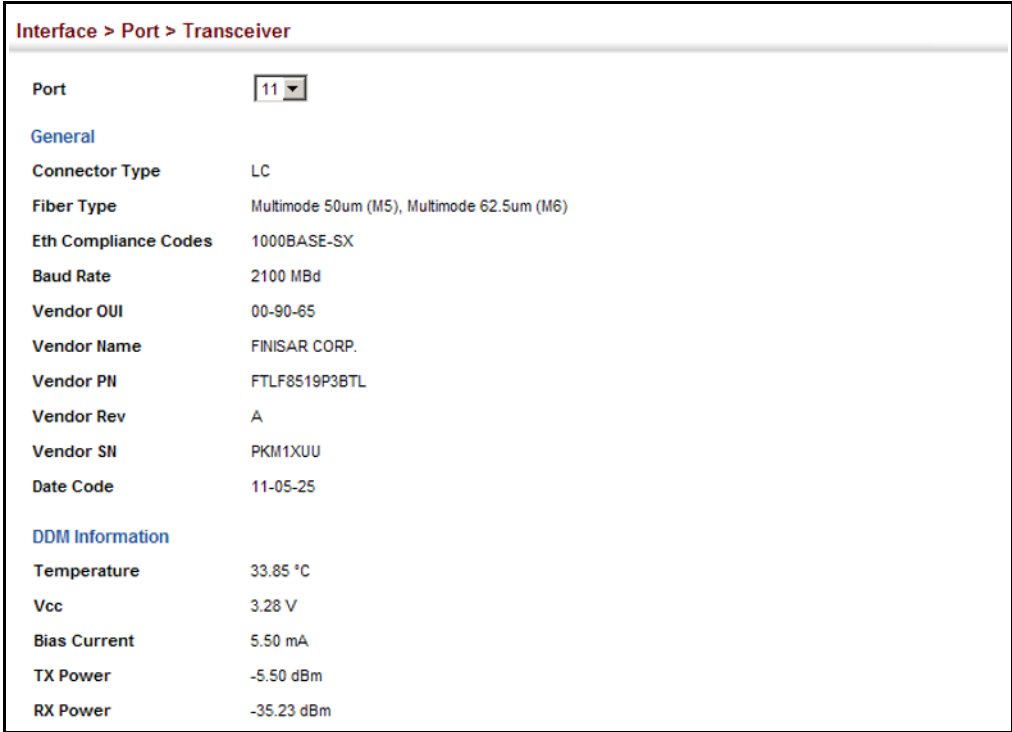 Interface > Port > Transceiver
Port 11
General
Connector Type LC
Fiber Type Multimode 50um (M5), Multimode 62.5um (M6)
Eth Compliance Codes 1000BASE-SX
Baud Rate 2100 MBd
Vendor OUI 00-90-65
Vendor Name FINISAR CORP.
Vendor PN FTLF8519P3BTL
Vendor Rev A
Vendor SN PKM1XUU
Date Code 11-05-25
DDM Information
Temperature 33.85 °C
Vcc 3.28 V
Bias Current 5.50 mA
TX Power -5.50 dBm
RX Power -35.23 dBm